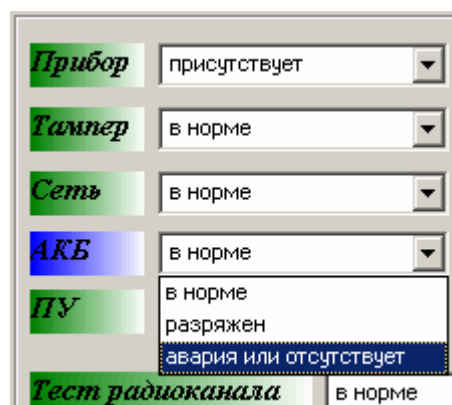 Прибор присутствует
Тампер в норме
Сеть в норме
АКБ в норме
в норме
ПУ
разряжен
авария или отсутствует
Тест радиоканала в норме